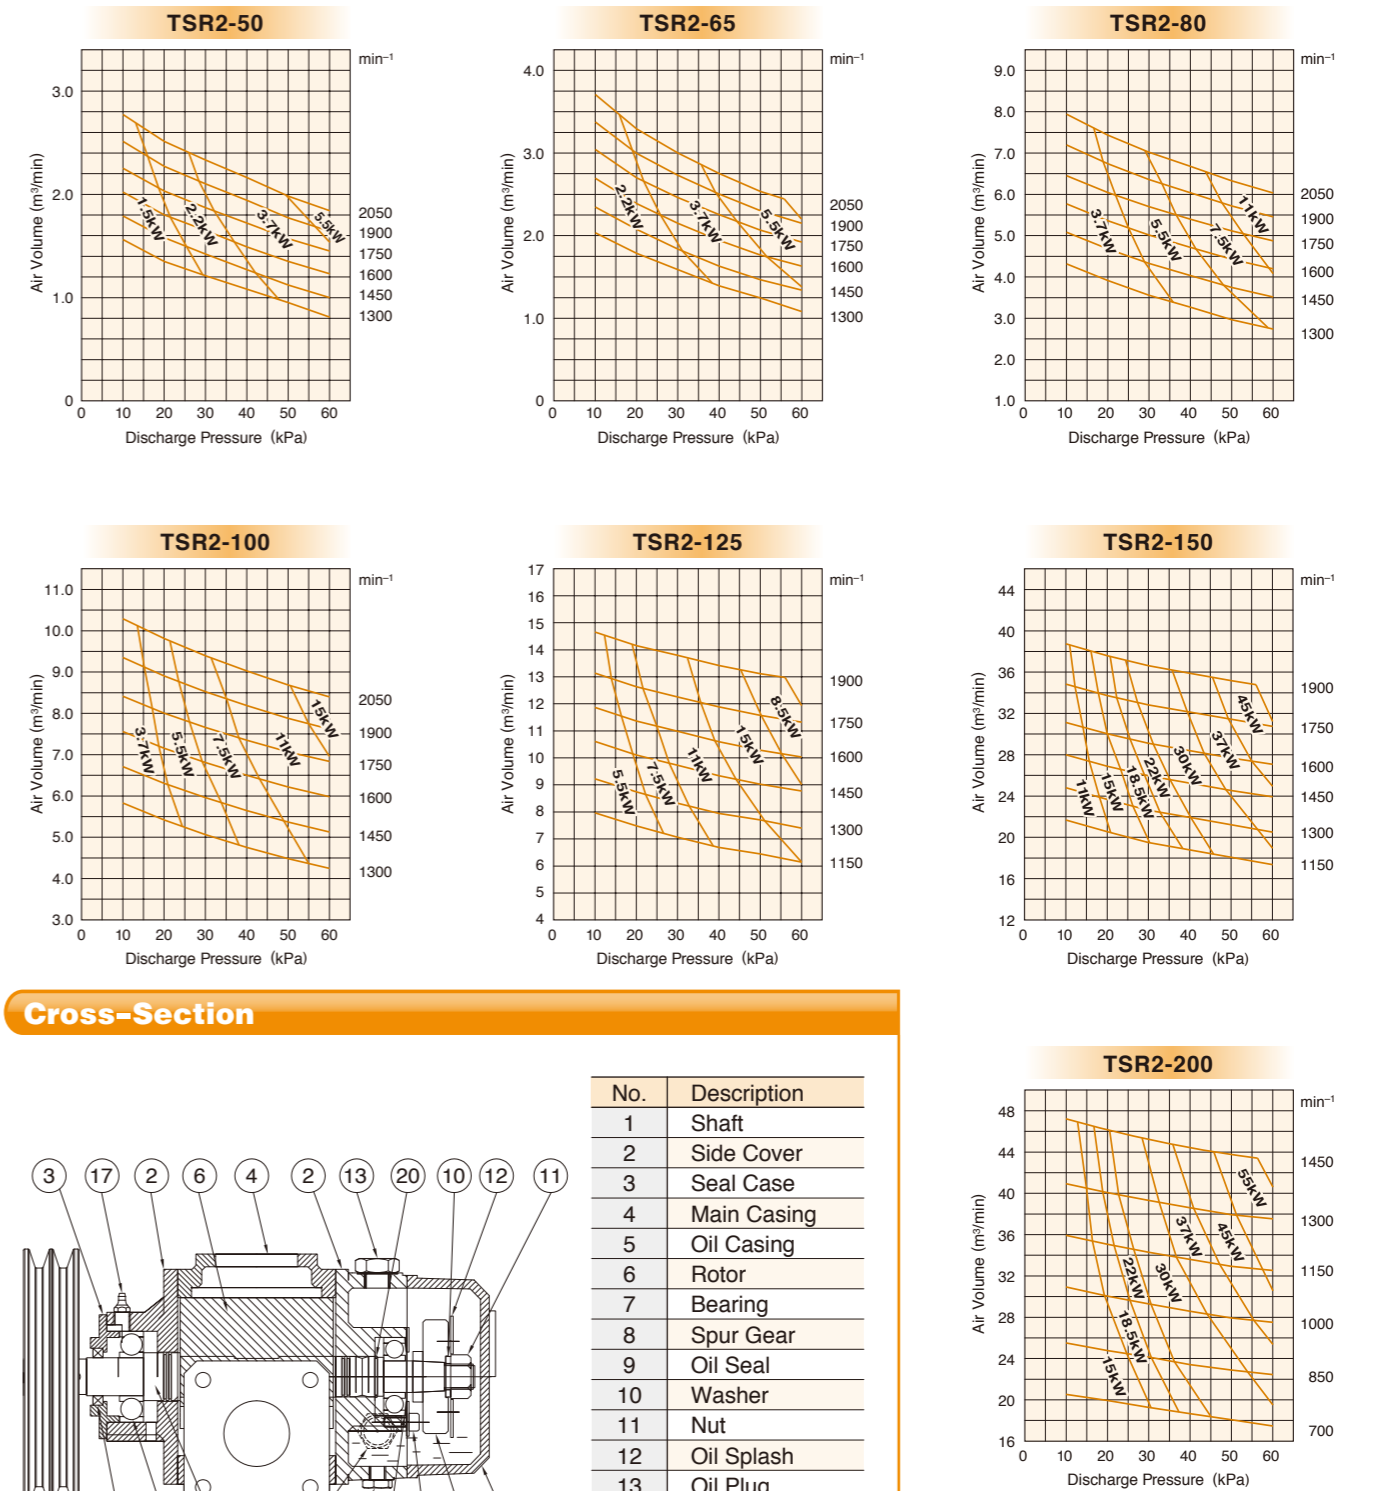 TSR2-50
min⁻¹
3.0
2.0
1.0
0
Air Volume (m³/min)
1.5kW
2.2kW
3.7kW
5.5kW
2050
1900
1750
1600
1450
1300
0 10 20 30 40 50 60
Discharge Pressure (kPa)
TSR2-65
min⁻¹
4.0
3.0
2.0
1.0
0
Air Volume (m³/min)
2.2kW
3.7kW
5.5kW
2050
1900
1750
1600
1450
1300
0 10 20 30 40 50 60
Discharge Pressure (kPa)
TSR2-80
min⁻¹
9.0
8.0
7.0
6.0
5.0
4.0
3.0
2.0
1.0
Air Volume (m³/min)
3.7kW
5.5kW
7.5kW
11kW
2050
1900
1750
1600
1450
1300
0 10 20 30 40 50 60
Discharge Pressure (kPa)
TSR2-100
min⁻¹
11.0
10.0
9.0
8.0
7.0
6.0
5.0
4.0
3.0
Air Volume (m³/min)
3.7kW
5.5kW
7.5kW
11kW
15kW
2050
1900
1750
1600
1450
1300
0 10 20 30 40 50 60
Discharge Pressure (kPa)
TSR2-125
min⁻¹
17
16
15
14
13
12
11
10
9
8
7
6
5
4
Air Volume (m³/min)
5.5kW
7.5kW
11kW
15kW
8.5kW
1900
1750
1600
1450
1300
1150
0 10 20 30 40 50 60
Discharge Pressure (kPa)
TSR2-150
min⁻¹
44
40
36
32
28
24
20
16
12
Air Volume (m³/min)
11kW
15kW
18.5kW
22kW
30kW
37kW
45kW
1900
1750
1600
1450
1300
1150
0 10 20 30 40 50 60
Discharge Pressure (kPa)
Cross-Section
3 17 2 6 4 2 13 20 10 12 11
No. Description
1 Shaft
2 Side Cover
3 Seal Case
4 Main Casing
5 Oil Casing
6 Rotor
7 Bearing
8 Spur Gear
9 Oil Seal
10 Washer
11 Nut
12 Oil Splash
13 Oil Plug
TSR2-200
min⁻¹
48
44
40
36
32
28
24
20
16
Air Volume (m³/min)
15kW
18.5kW
22kW
30kW
37kW
45kW
55kW
1450
1300
1150
1000
850
700
0 10 20 30 40 50 60
Discharge Pressure (kPa)